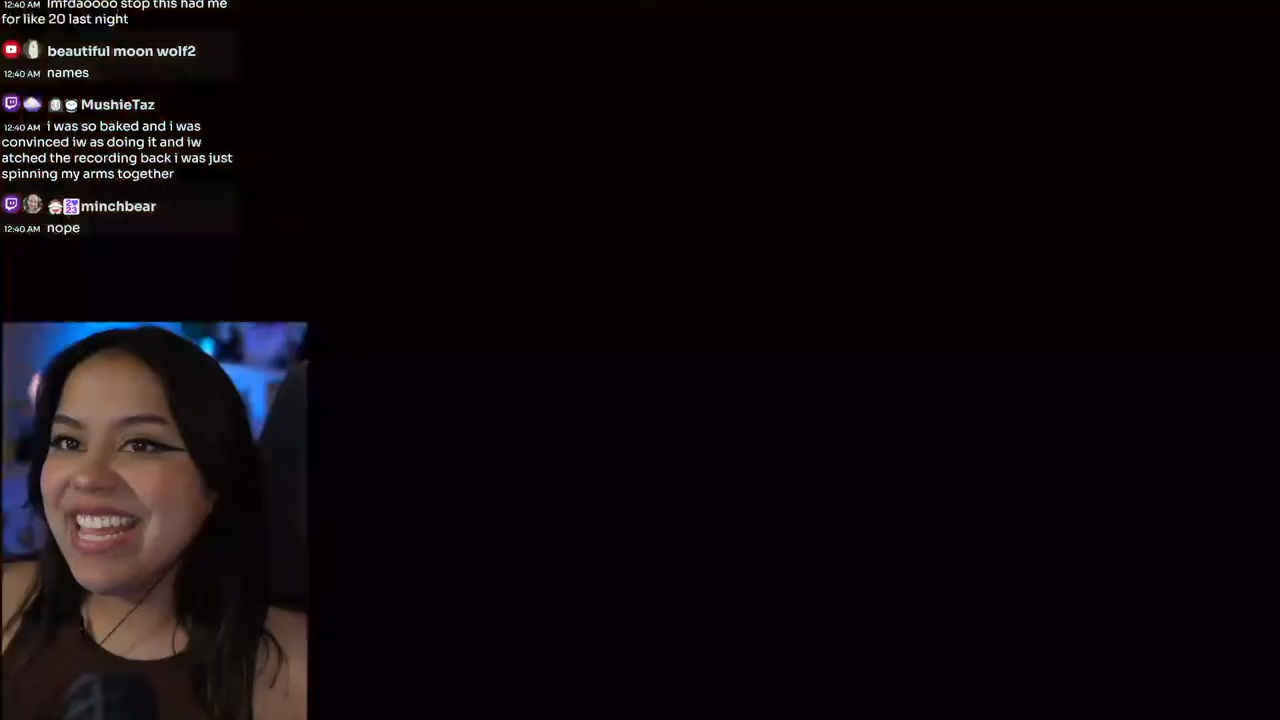 12:40 AM lmfdaoooo stop this had me
for like 20 last night
beautiful moon wolf2
12:40 AM names
MushieTaz
12:40 AM i was so baked and i was
convinced iw as doing it and iw
atched the recording back i was just
spinning my arms together
minchbear
12:40 AM nope